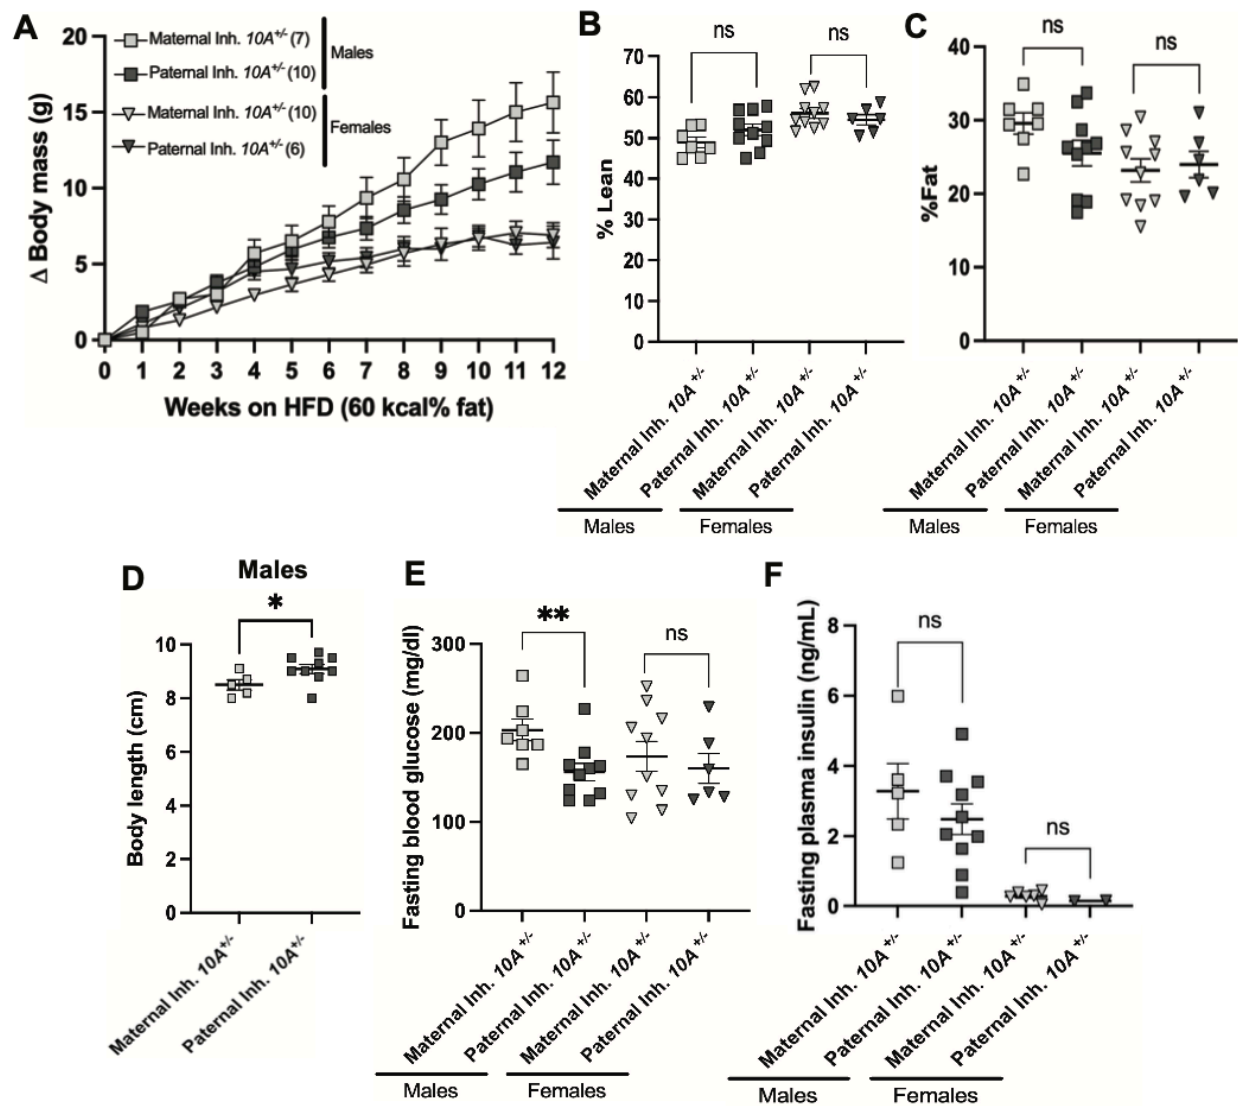 A
Maternal Inh. 10A+/- (7)
Paternal Inh. 10A+/- (10)
Males
Maternal Inh. 10A+/- (10)
Paternal Inh. 10A+/- (6)
Females
Δ Body mass (g)
20
15
10
5
0
0 1 2 3 4 5 6 7 8 9 10 11 12
Weeks on HFD (60 kcal% fat)
B
ns
ns
% Lean
70
60
50
40
30
20
10
0
Maternal Inh. 10A+/-
Paternal Inh. 10A+/-
Maternal Inh. 10A+/-
Paternal Inh. 10A+/-
Males
Females
C
ns
ns
%Fat
40
30
20
10
0
Maternal Inh. 10A+/-
Paternal Inh. 10A+/-
Maternal Inh. 10A+/-
Paternal Inh. 10A+/-
Males
Females
D
Males
*
Body length (cm)
10
8
6
4
2
0
Maternal Inh. 10A+/-
Paternal Inh. 10A+/-
E
**
ns
Fasting blood glucose (mg/dl)
300
200
100
0
Maternal Inh. 10A+/-
Paternal Inh. 10A+/-
Maternal Inh. 10A+/-
Paternal Inh. 10A+/-
Males
Females
F
ns
ns
Fasting plasma insulin (ng/mL)
8
6
4
2
0
Maternal Inh. 10A+/-
Paternal Inh. 10A+/-
Maternal Inh. 10A+/-
Paternal Inh. 10A+/-
Males
Females